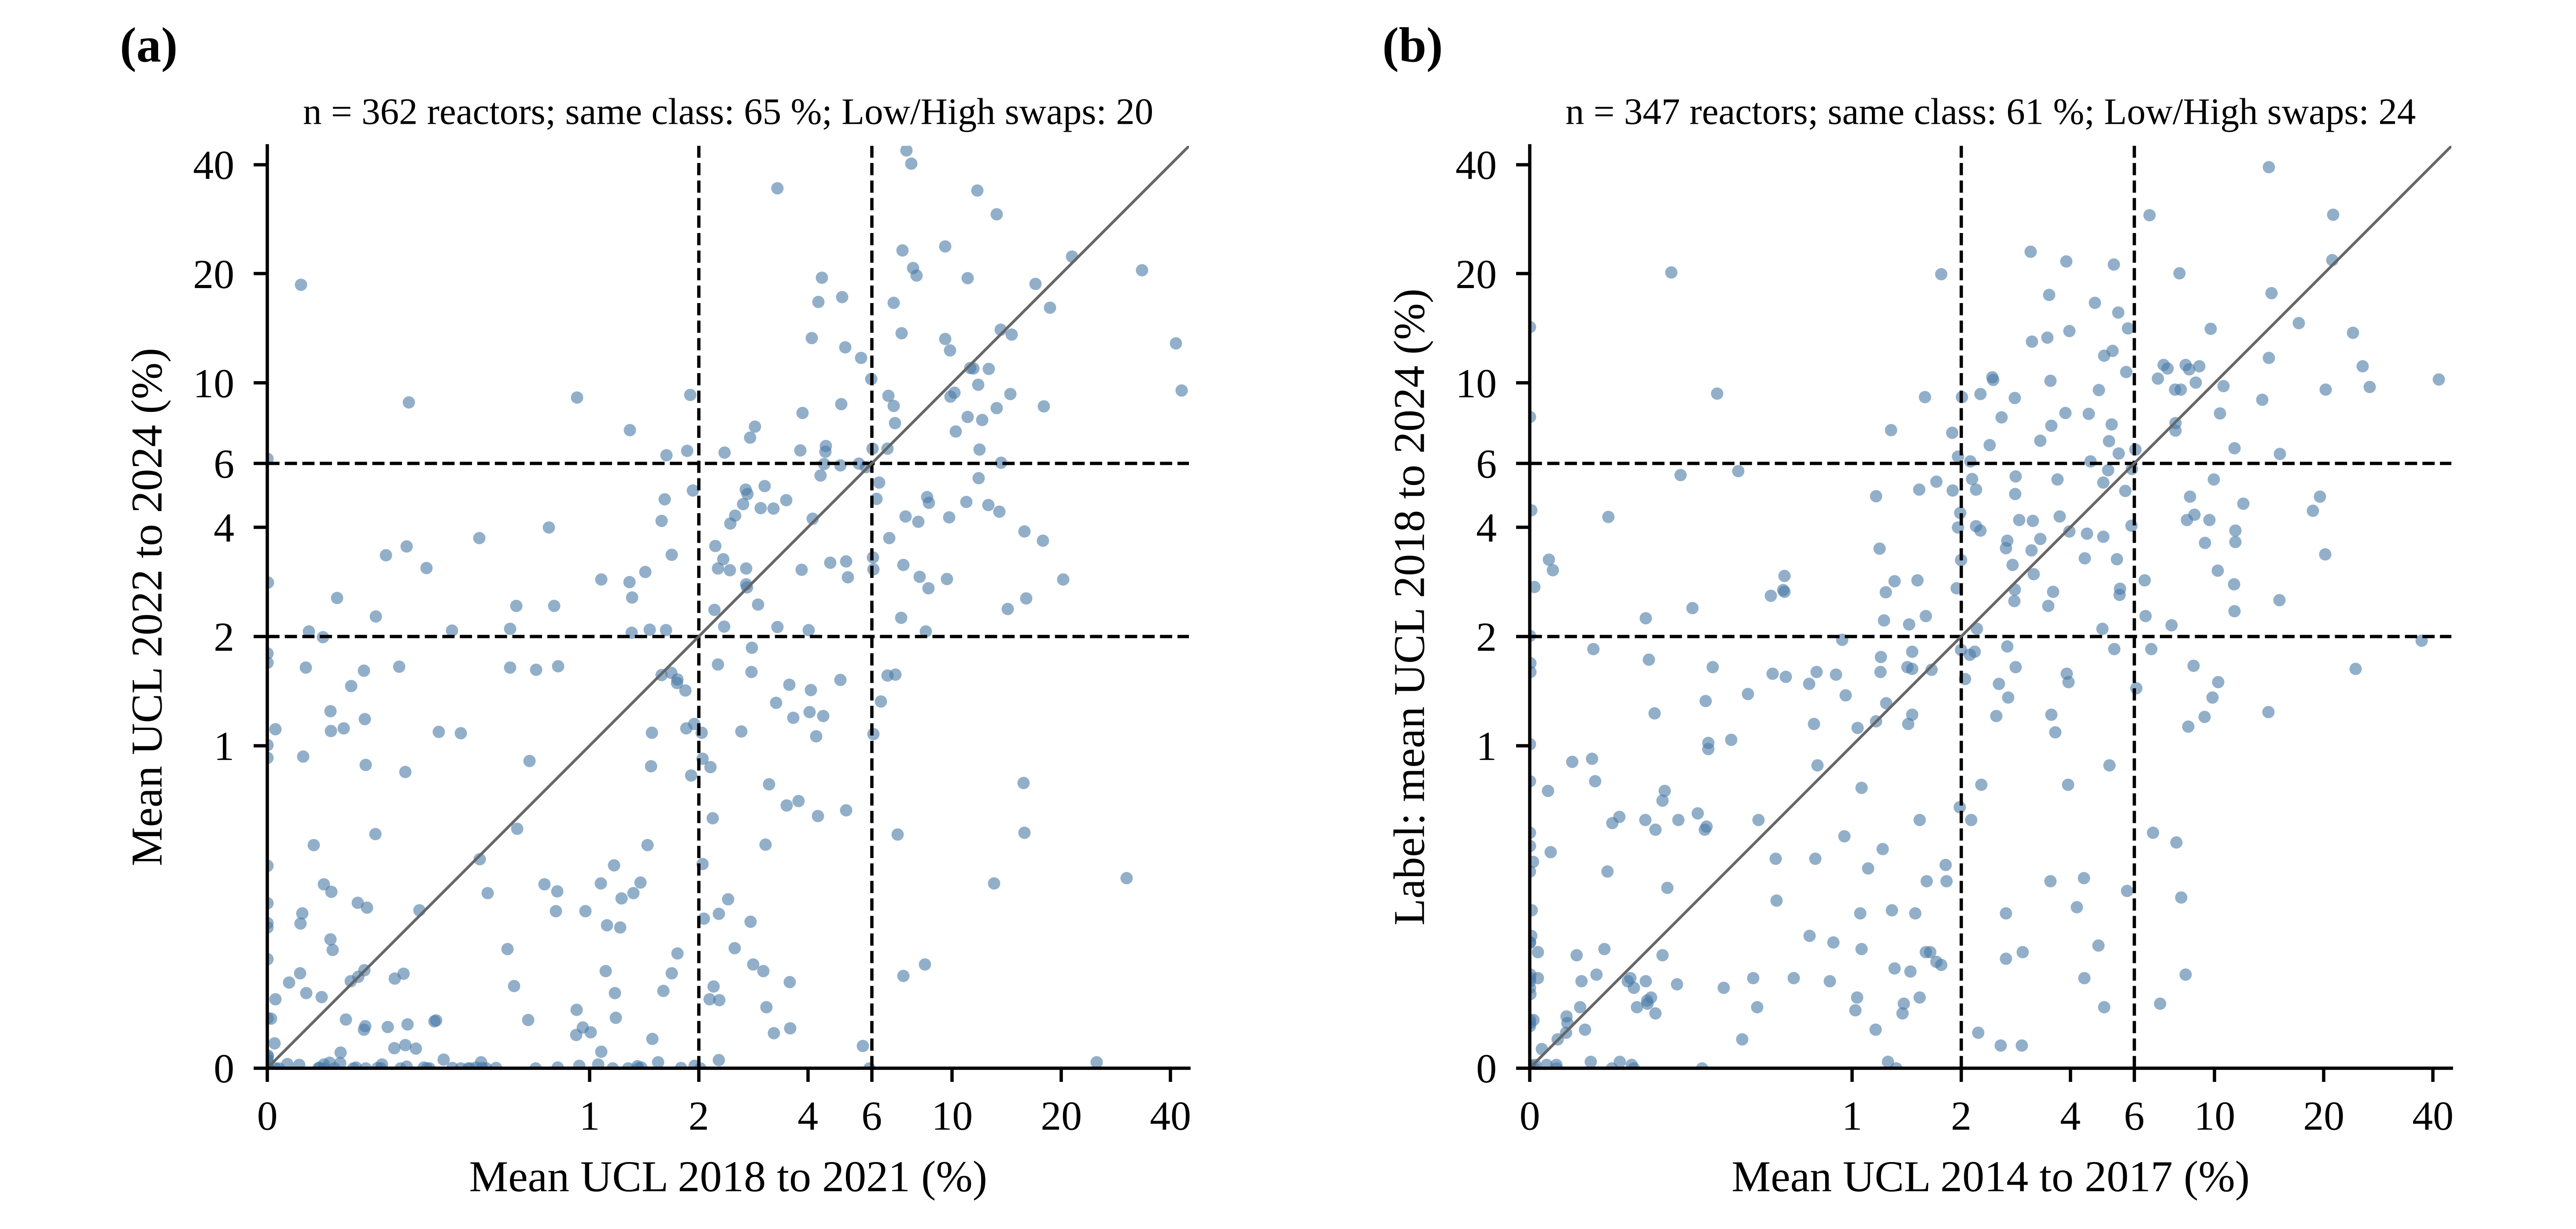 (a)
n = 362 reactors; same class: 65 %; Low/High swaps: 20
40
20
10
6
4
2
1
0
Mean UCL 2022 to 2024 (%)
0 1 2 4 6 10 20 40
Mean UCL 2018 to 2021 (%)
(b)
n = 347 reactors; same class: 61 %; Low/High swaps: 24
40
20
10
6
4
2
1
0
Label: mean UCL 2018 to 2024 (%)
0 1 2 4 6 10 20 40
Mean UCL 2014 to 2017 (%)